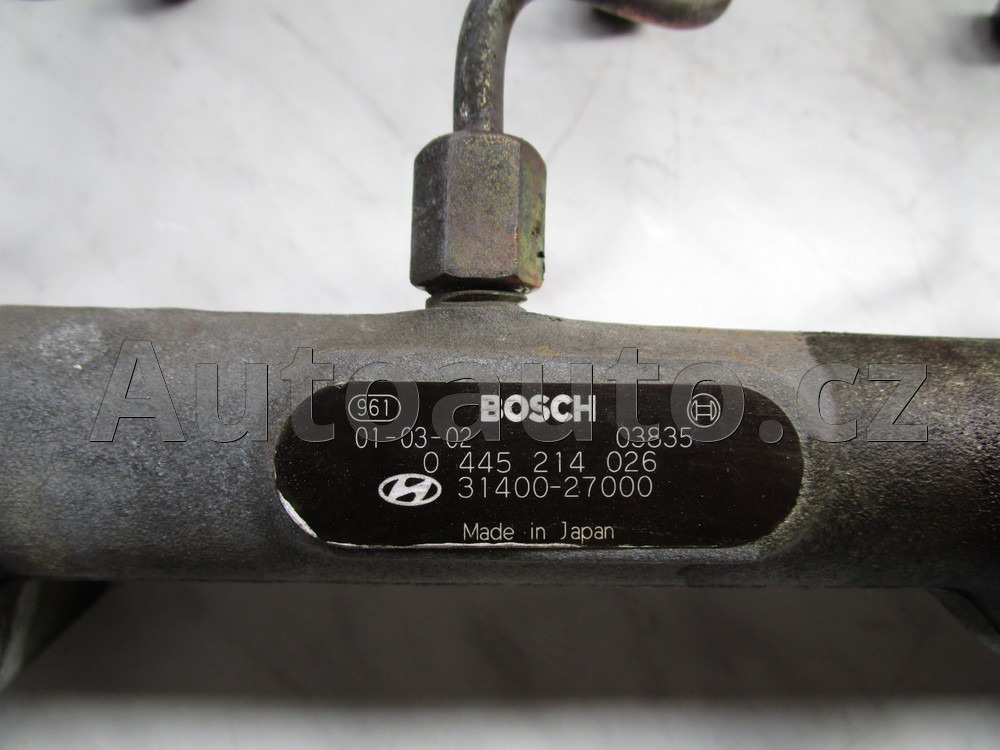 961 BOSCH
01-03-02 03835
0 445 214 026
31400-27000
Made in Japan
Autoauto.cz